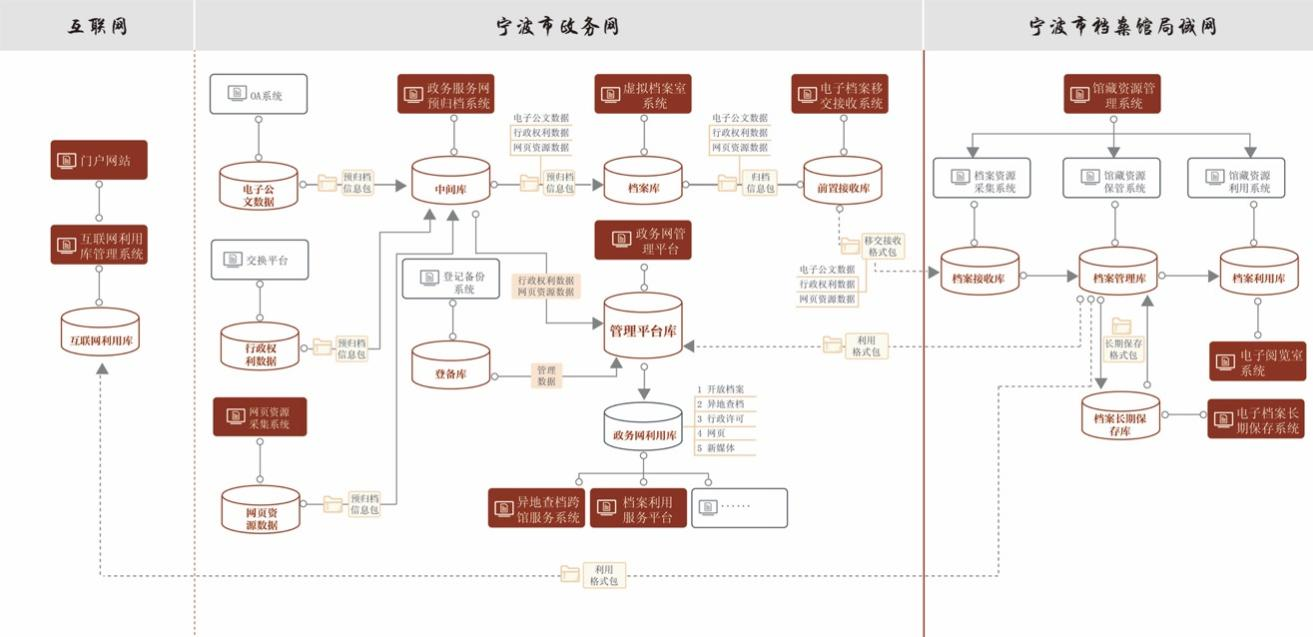 互联网
宁波市政务网
宁波市档案馆局域网
门户网站
互联网利用
库管理系统
互联网利用库
OA系统
电子公
文数据
预归档
信息包
交换平台
行政权
利数据
预归档
信息包
网页资源
采集系统
网页资
源数据
预归档
信息包
政务服务网
预归档系统
中间库
电子公文数据
行政权利数据
网页资源数据
预归档
信息包
登记备份
系统
登备库
管理
数据
行政权利数据
网页资源数据
虚拟档案室
系统
档案库
电子公文数据
行政权利数据
网页资源数据
归档
信息包
政务网管
理平台
管理平台库
政务网利用库
1 开放档案
2 异地查档
3 行政许可
4 网页
5 新媒体
异地查档跨
馆服务系统
档案利用
服务平台
······
电子档案移
交接收系统
前置接收库
移交接收
格式包
电子公文数据
行政权利数据
网页资源数据
利用
格式包
利用
格式包
馆藏资源管
理系统
档案资源
采集系统
馆藏资源
保管系统
馆藏资源
利用系统
档案接收库
档案管理库
档案利用库
长期保存
格式包
档案长期保
存库
电子阅览室
系统
电子档案长
期保存系统